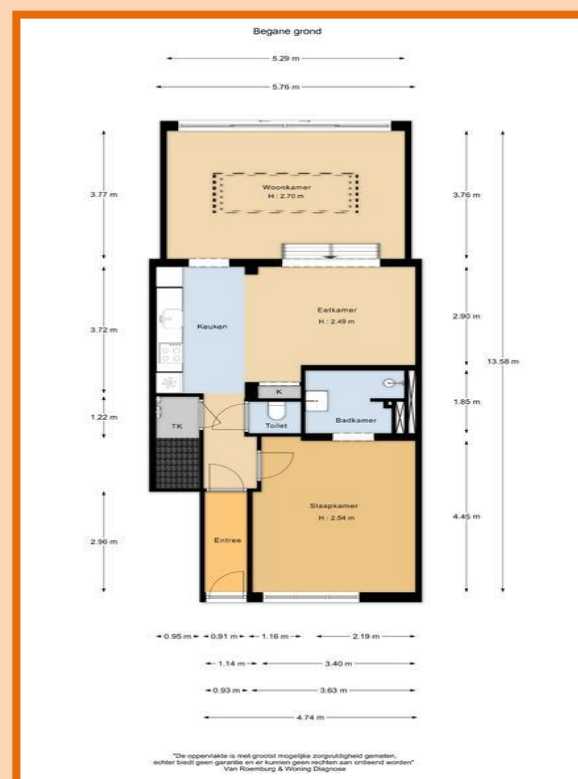 Begane grond
5.29 m
5.76 m
3.77 m
3.76 m
Woonkamer
H : 2.70 m
3.72 m
2.90 m
Keuken
Eetkamer
H : 2.49 m
13.58 m
1.22 m
1.85 m
K
TK
Toilet
Badkamer
Slaapkamer
H : 2.54 m
4.45 m
2.96 m
Entree
0.95 m
0.91 m
1.16 m
2.19 m
1.14 m
3.40 m
0.93 m
3.63 m
4.74 m
"De oppervlakte is met grootst mogelijke zorgvuldigheid gemeten,
echter biedt geen garantie en er kunnen geen rechten aan ontleend worden"
Van Roemburg & Woning Diagnose